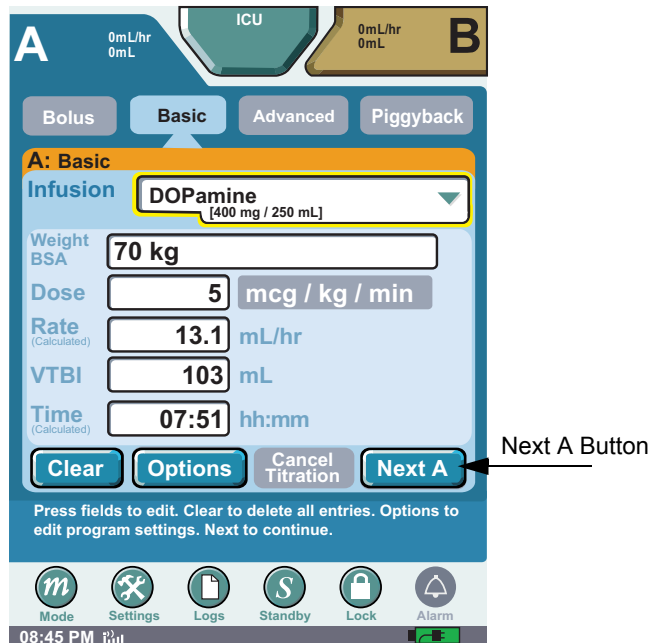 A
0mL/hr
0mL
ICU
0mL/hr
0mL
B
Bolus
Basic
Advanced
Piggyback
A: Basic
Infusion
DOPamine
[400 mg / 250 mL]
Weight
BSA
70 kg
Dose
5
mcg / kg / min
Rate
(Calculated)
13.1
mL/hr
VTBI
103
mL
Time
(Calculated)
07:51
hh:mm
Clear
Options
Cancel
Titration
Next A
Next A Button
Press fields to edit. Clear to delete all entries. Options to
edit program settings. Next to continue.
m
S
Mode
Settings
Logs
Standby
Lock
Alarm
08:45 PM